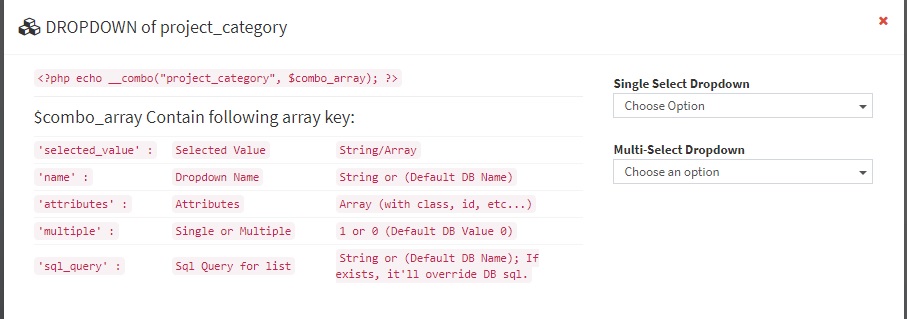 DROPDOWN of project_category
<?php echo __combo("project_category", $combo_array); ?>
$combo_array Contain following array key:
'selected_value' : Selected Value String/Array
'name' : Dropdown Name String or (Default DB Name)
'attributes' : Attributes Array (with class, id, etc...)
'multiple' : Single or Multiple 1 or 0 (Default DB Value 0)
'sql_query' : Sql Query for list String or (Default DB Name); If
exists, it'll override DB sql.
Single Select Dropdown
Choose Option
Multi-Select Dropdown
Choose an option